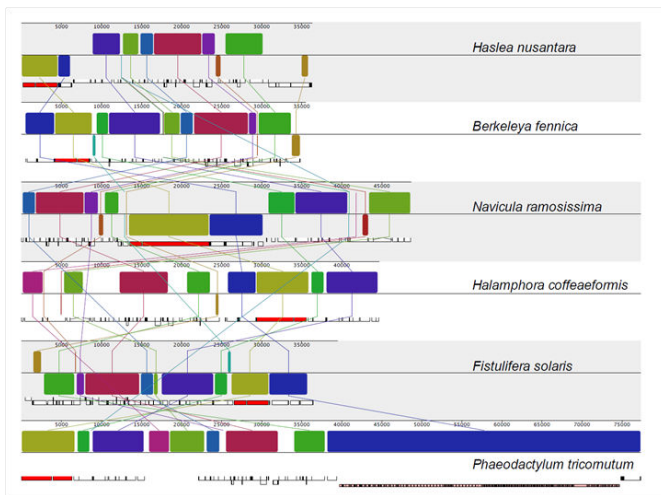 5000 10000 15000 20000 25000 30000 35000
Haslea nusantara
5000 10000 15000 20000 25000 30000 35000
Berkeleya fennica
5000 10000 15000 20000 25000 30000 35000 40000 45000
Navicula ramosissima
5000 10000 15000 20000 25000 30000 35000 40000
Halamphora coffeaeformis
5000 10000 15000 20000 25000 30000 35000
Fistulifera solaris
5000 10000 15000 20000 25000 30000 35000 40000 45000 50000 55000 60000 65000 70000 75000
Phaeodactylum tricomutum